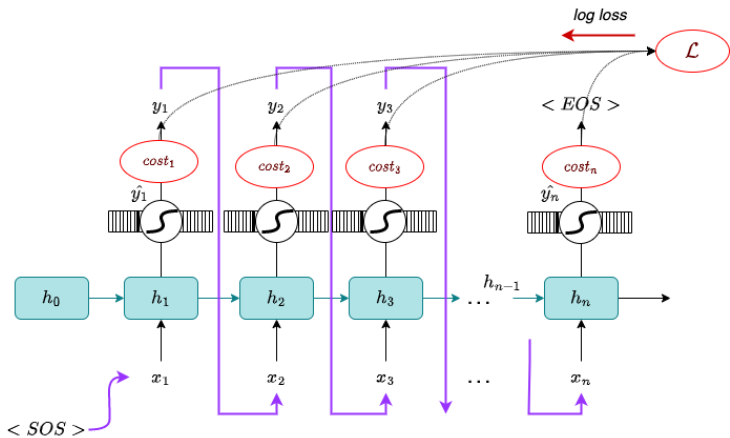 log loss
ℒ
y₁ y₂ y₃ < EOS >
cost₁ cost₂ cost₃ costₙ
ŷ₁ ŷₙ
h₀ h₁ h₂ h₃ ... hₙ₋₁ hₙ
x₁ x₂ x₃ ... xₙ
< SOS >